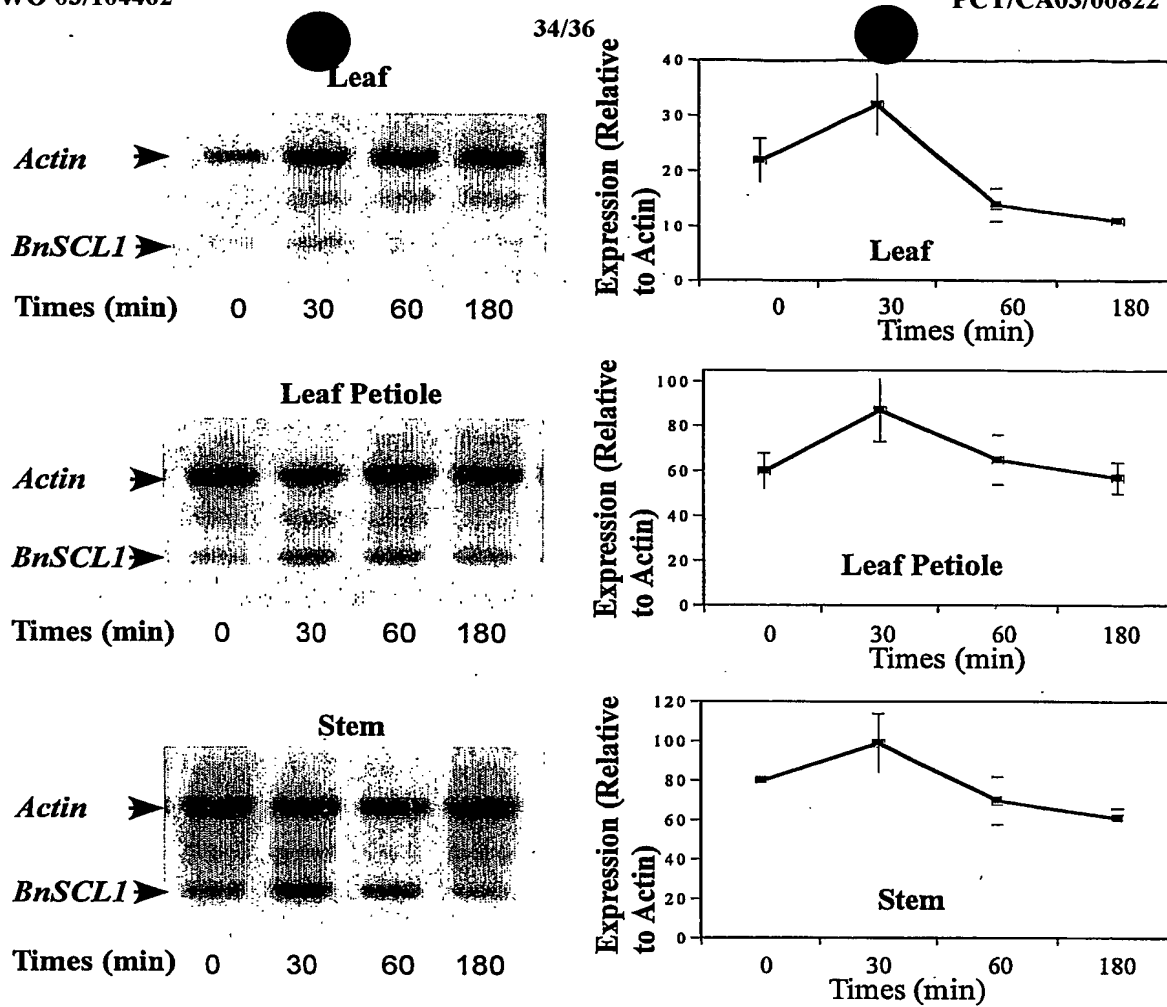 34/36
Leaf
Actin
BnSCL1
Times (min) 0 30 60 180
Expression (Relative
to Actin)
40
30
20
10
0
Leaf
0 30 60 180
Times (min)
Leaf Petiole
Actin
BnSCL1
Times (min) 0 30 60 180
Expression (Relative
to Actin)
100
80
60
40
20
0
Leaf Petiole
0 30 60 180
Times (min)
Stem
Actin
BnSCL1
Times (min) 0 30 60 180
Expression (Relative
to Actin)
120
100
80
60
40
20
0
Stem
0 30 60 180
Times (min)